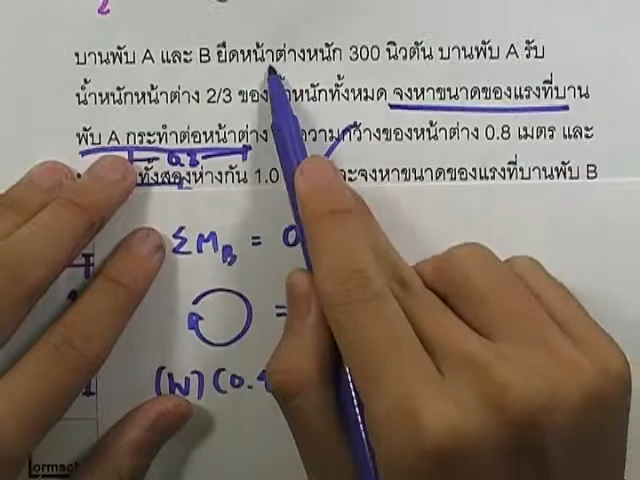 2
บานพับ A และ B ยึดหน้าต่างหนัก 300 นิวตัน บานพับ A รับ
น้ำหนักหน้าต่าง 2/3 ของน้ำหนักทั้งหมด จงหาขนาดของแรงที่บาน
พับ A กระทำต่อหน้าต่าง ความกว้างของหน้าต่าง 0.8 เมตร และ
0.8
ทั้งสองห่างกัน 1.0 จงหาขนาดของแรงที่บานพับ B
ΣM_B = 0
=
(W)(0.4